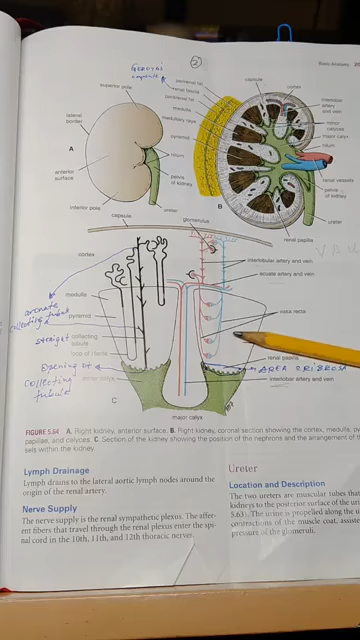 Basic Anatomy
2
Gerota's
capsule
superior pole
lateral
border
anterior
surface
inferior pole
hilum
pelvis
of kidney
ureter
A
perirenal fat
renal fascia
pararenal fat
medulla
medullary rays
pyramid
capsule
cortex
interlobar
artery
and vein
minor
calyces
major calyx
hilum
renal vessels
pelvis
of kidney
ureter
renal papilla
B
capsule
glomerulus
cortex
medulla
pyramid
collecting
tubule
loop of Henle
interlobular artery and vein
arcuate artery and vein
vasa recta
renal papilla
interlobar artery and vein
minor calyx
major calyx
C
arcuate
collecting tubule
straight
opening of
collecting
tubule
AREA CRIBROSA
FIGURE 5.64 A. Right kidney, anterior surface. B. Right kidney, coronal section showing the cortex, medulla, py
papillae, and calyces. C. Section of the kidney showing the position of the nephrons and the arrangement of th
sels within the kidney.
Lymph Drainage
Lymph drains to the lateral aortic lymph nodes around the
origin of the renal artery.
Nerve Supply
The nerve supply is the renal sympathetic plexus. The affer-
ent fibers that travel through the renal plexus enter the spi-
nal cord in the 10th, 11th, and 12th thoracic nerves.
Ureter
Location and Description
The two ureters are muscular tubes that
kidneys to the posterior surface of the uri
5.63). The urine is propelled along the u
contractions of the muscle coat, assiste
pressure of the glomeruli.